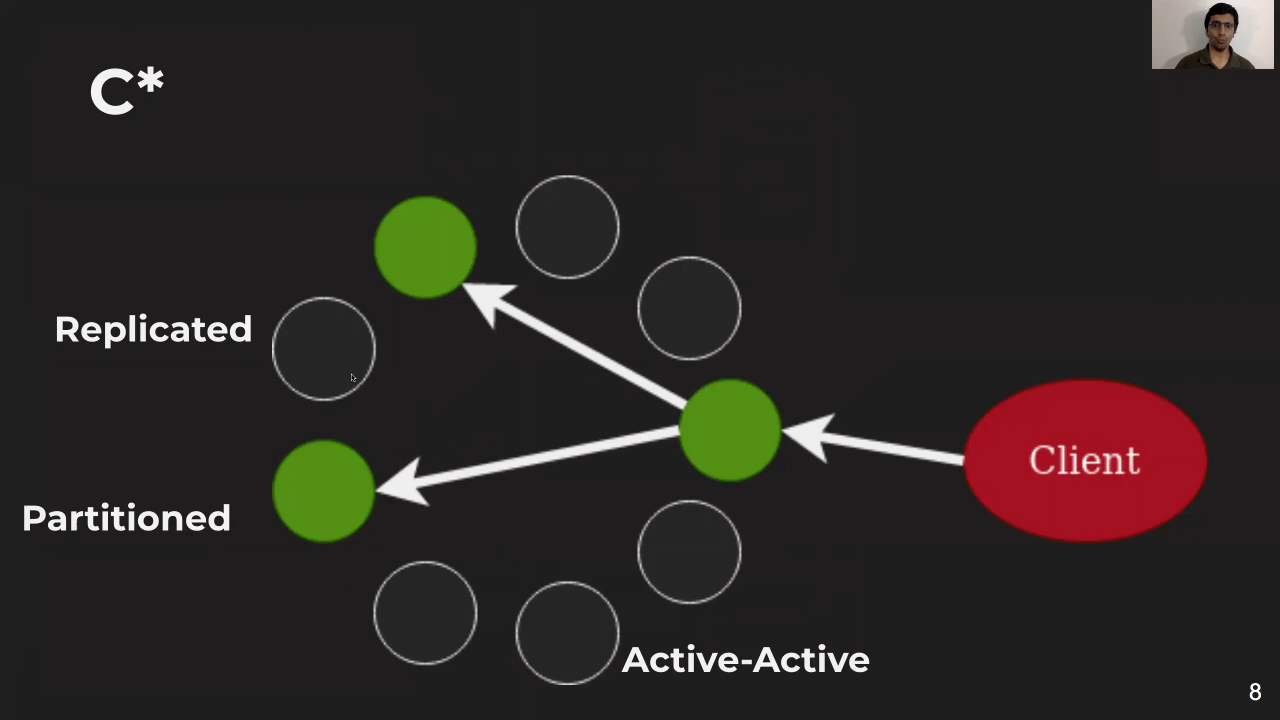 C*
Replicated
Client
Partitioned
Active-Active
8